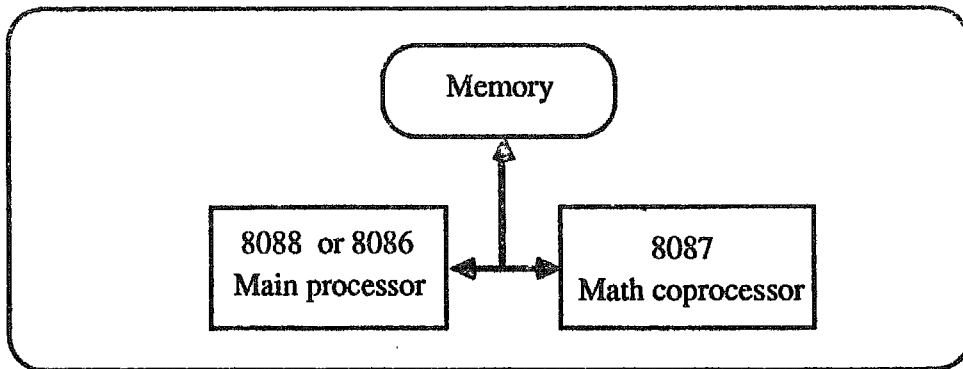 Memory
8088 or 8086
Main processor
8087
Math coprocessor